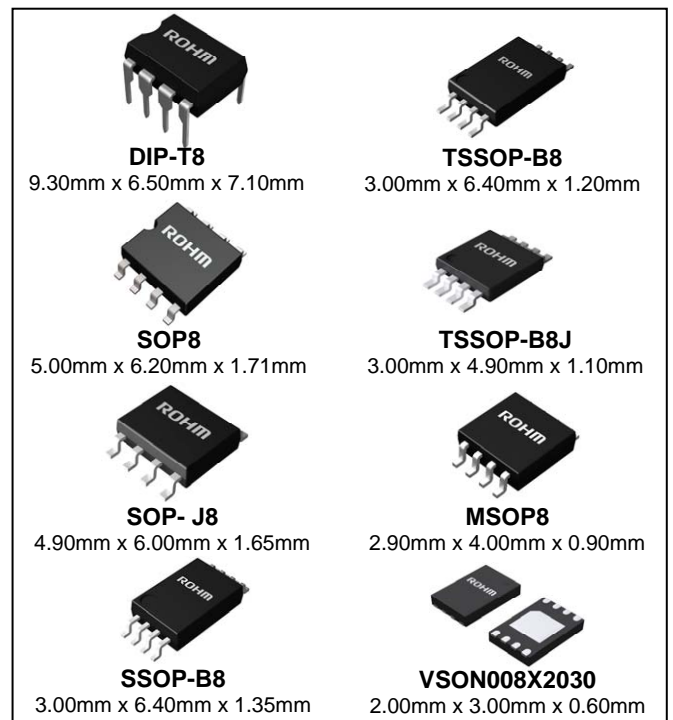 ROHM
DIP-T8
9.30mm x 6.50mm x 7.10mm
ROHM
TSSOP-B8
3.00mm x 6.40mm x 1.20mm
ROHM
SOP8
5.00mm x 6.20mm x 1.71mm
ROHM
TSSOP-B8J
3.00mm x 4.90mm x 1.10mm
ROHM
SOP- J8
4.90mm x 6.00mm x 1.65mm
ROHM
MSOP8
2.90mm x 4.00mm x 0.90mm
ROHM
SSOP-B8
3.00mm x 6.40mm x 1.35mm
ROHM
VSON008X2030
2.00mm x 3.00mm x 0.60mm